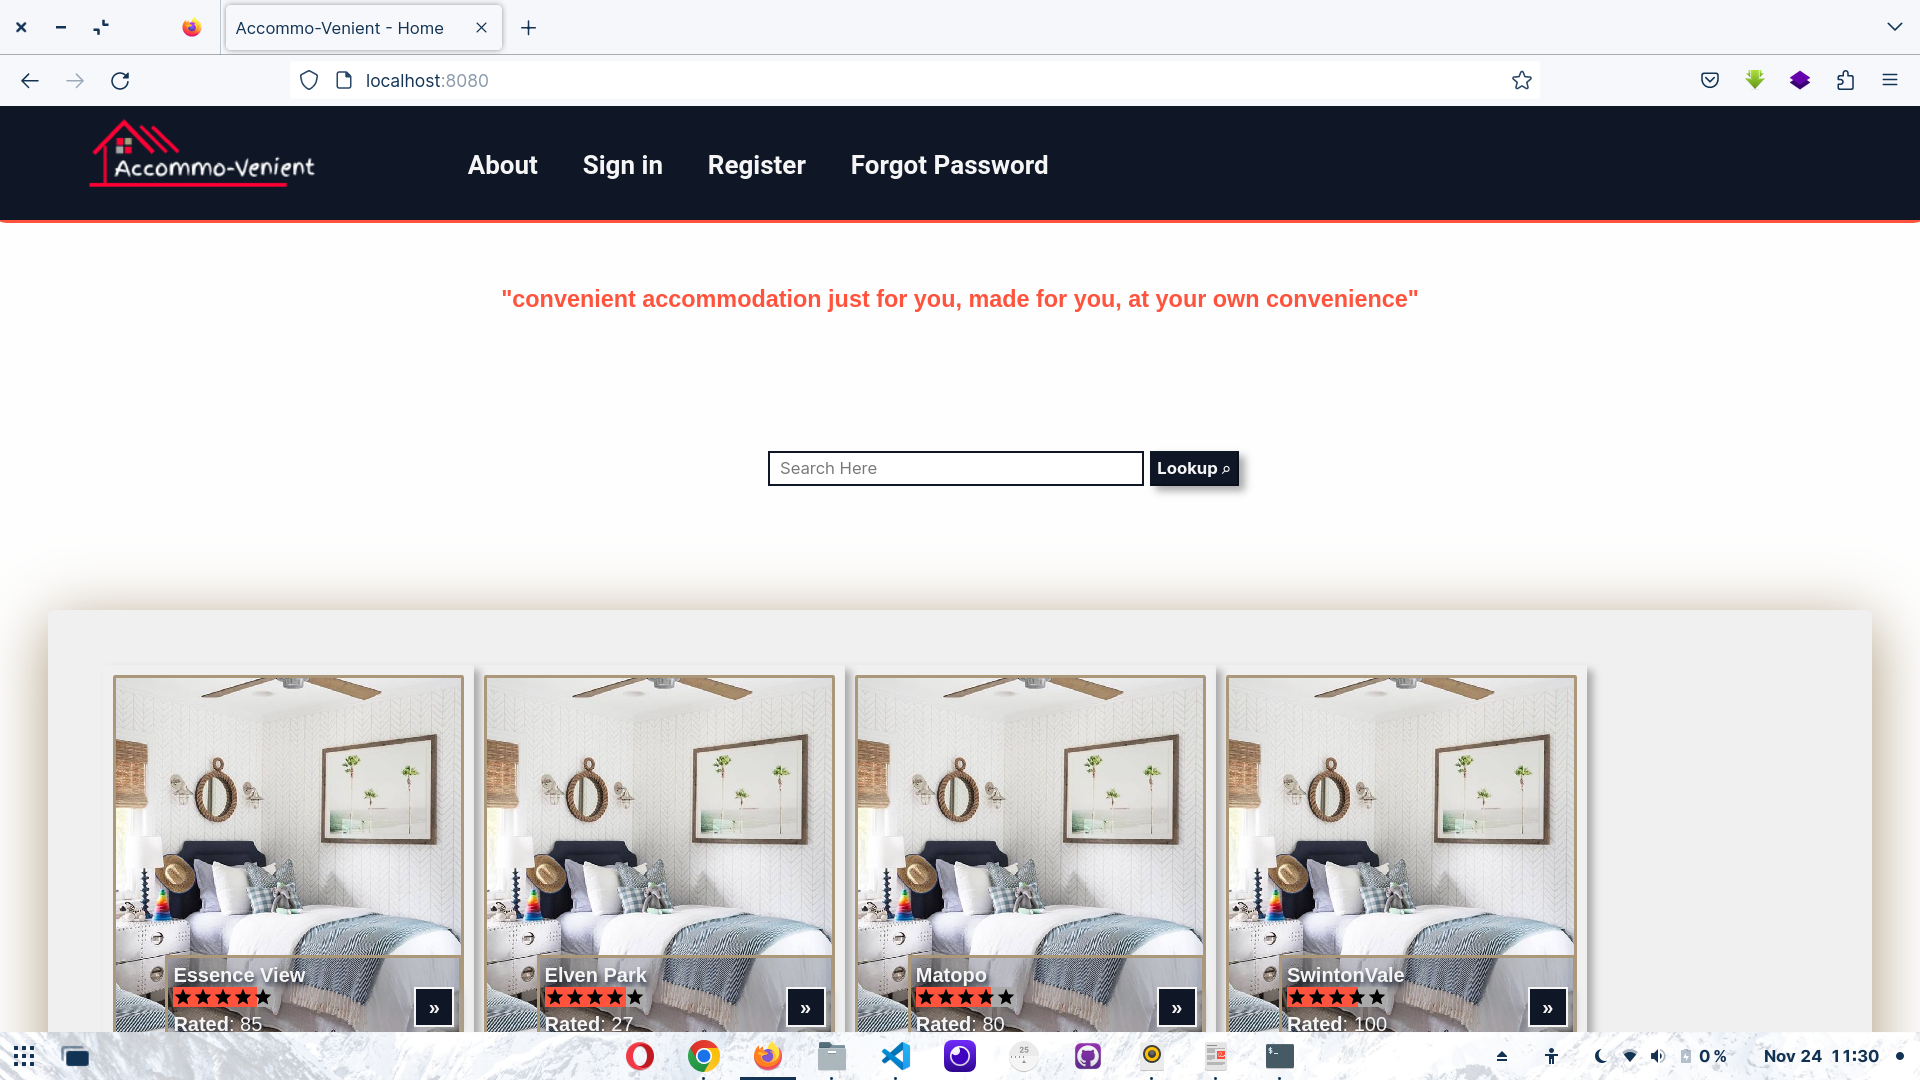 Accommo-Venient - Home
localhost:8080
Accommo-Venient
About Sign in Register Forgot Password
"convenient accommodation just for you, made for you, at your own convenience"
Search Here
Lookup ⌕
Essence View
★★★★★
Rated: 85
»
Elven Park
★★★★★
Rated: 27
»
Matopo
★★★★★
Rated: 80
»
SwintonVale
★★★★★
Rated: 100
»
25
$-
0 %
Nov 24 11:30